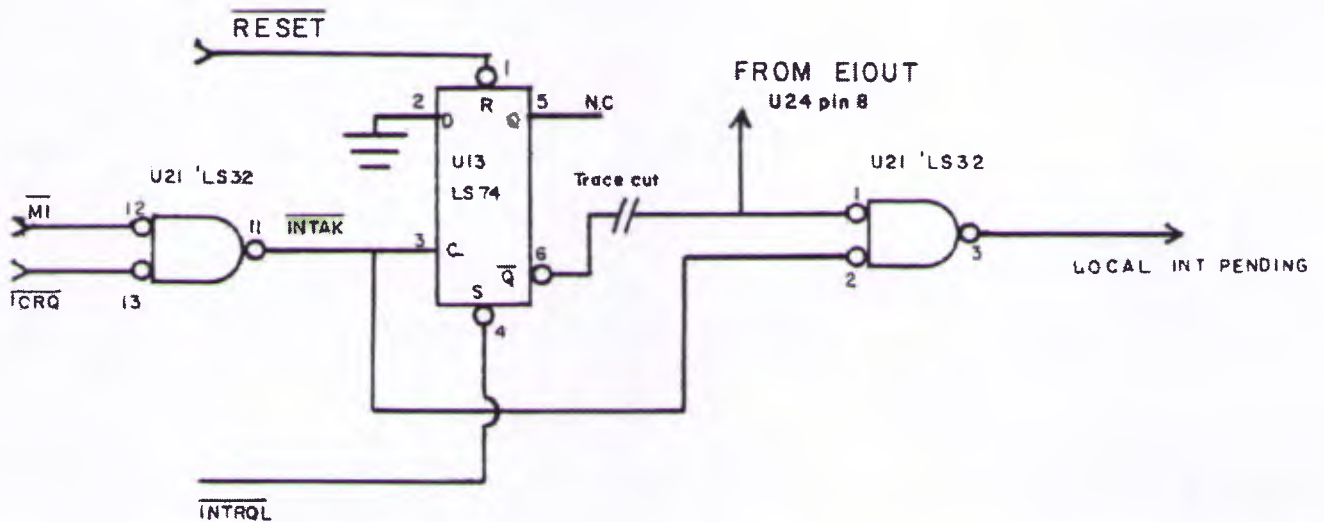 RESET
1
FROM EIOUT
U24 pin 8
2
D
R
5
Q
N.C
U13
LS74
U21 'LS32
Trace cut
U21 'LS32
M1
12
11
INTAK
3
C
1
2
3
6
Q
S
4
ICRQ
13
LOCAL INT PENDING
INTRQL